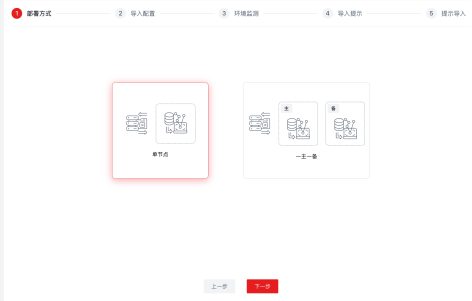 1 部署方式
2 导入配置
3 环境监测
4 导入提示
5 提示导入
主
备
单节点
一主一备
上一步
下一步